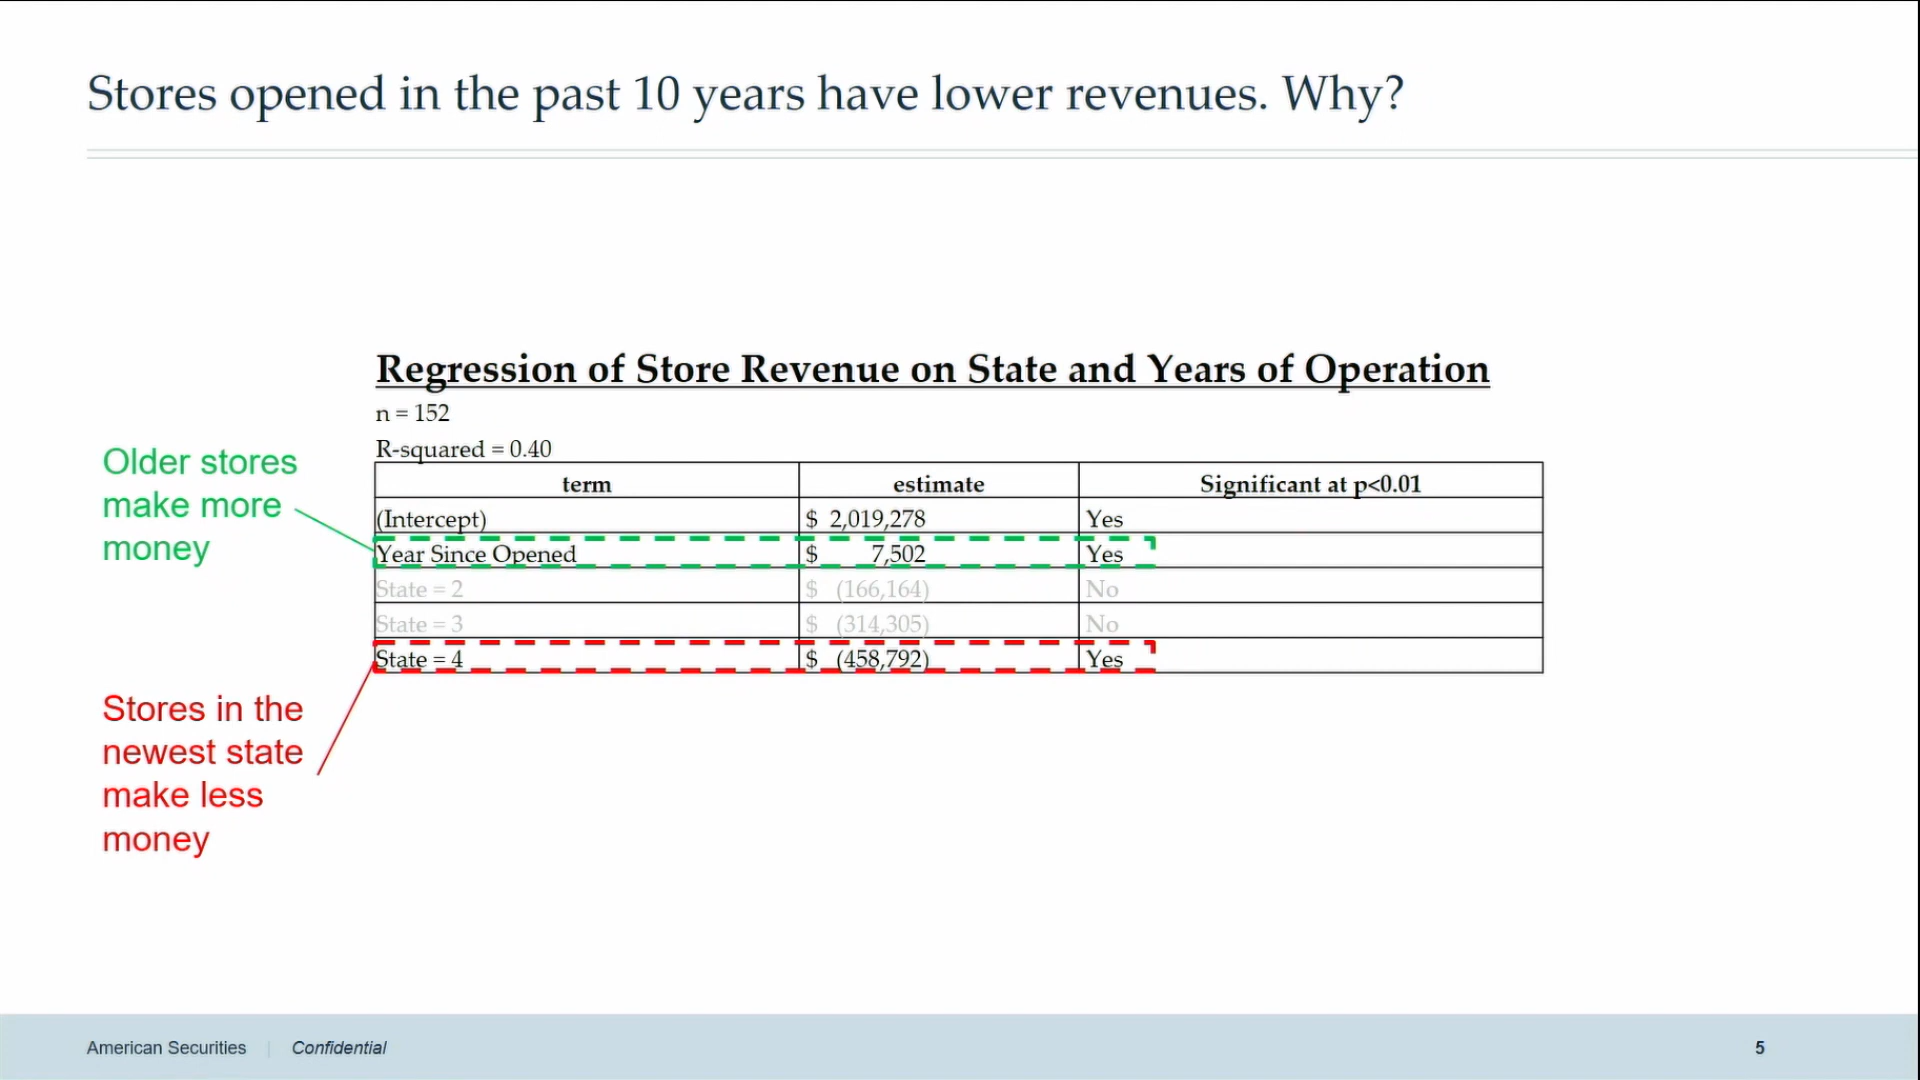 Stores opened in the past 10 years have lower revenues. Why?
Regression of Store Revenue on State and Years of Operation
n = 152
R-squared = 0.40
term estimate Significant at p<0.01
(Intercept) $ 2,019,278 Yes
Year Since Opened $ 7,502 Yes
State = 2 $ (166,164) No
State = 3 $ (314,305) No
State = 4 $ (458,792) Yes
Older stores
make more
money
Stores in the
newest state
make less
money
American Securities | Confidential 5